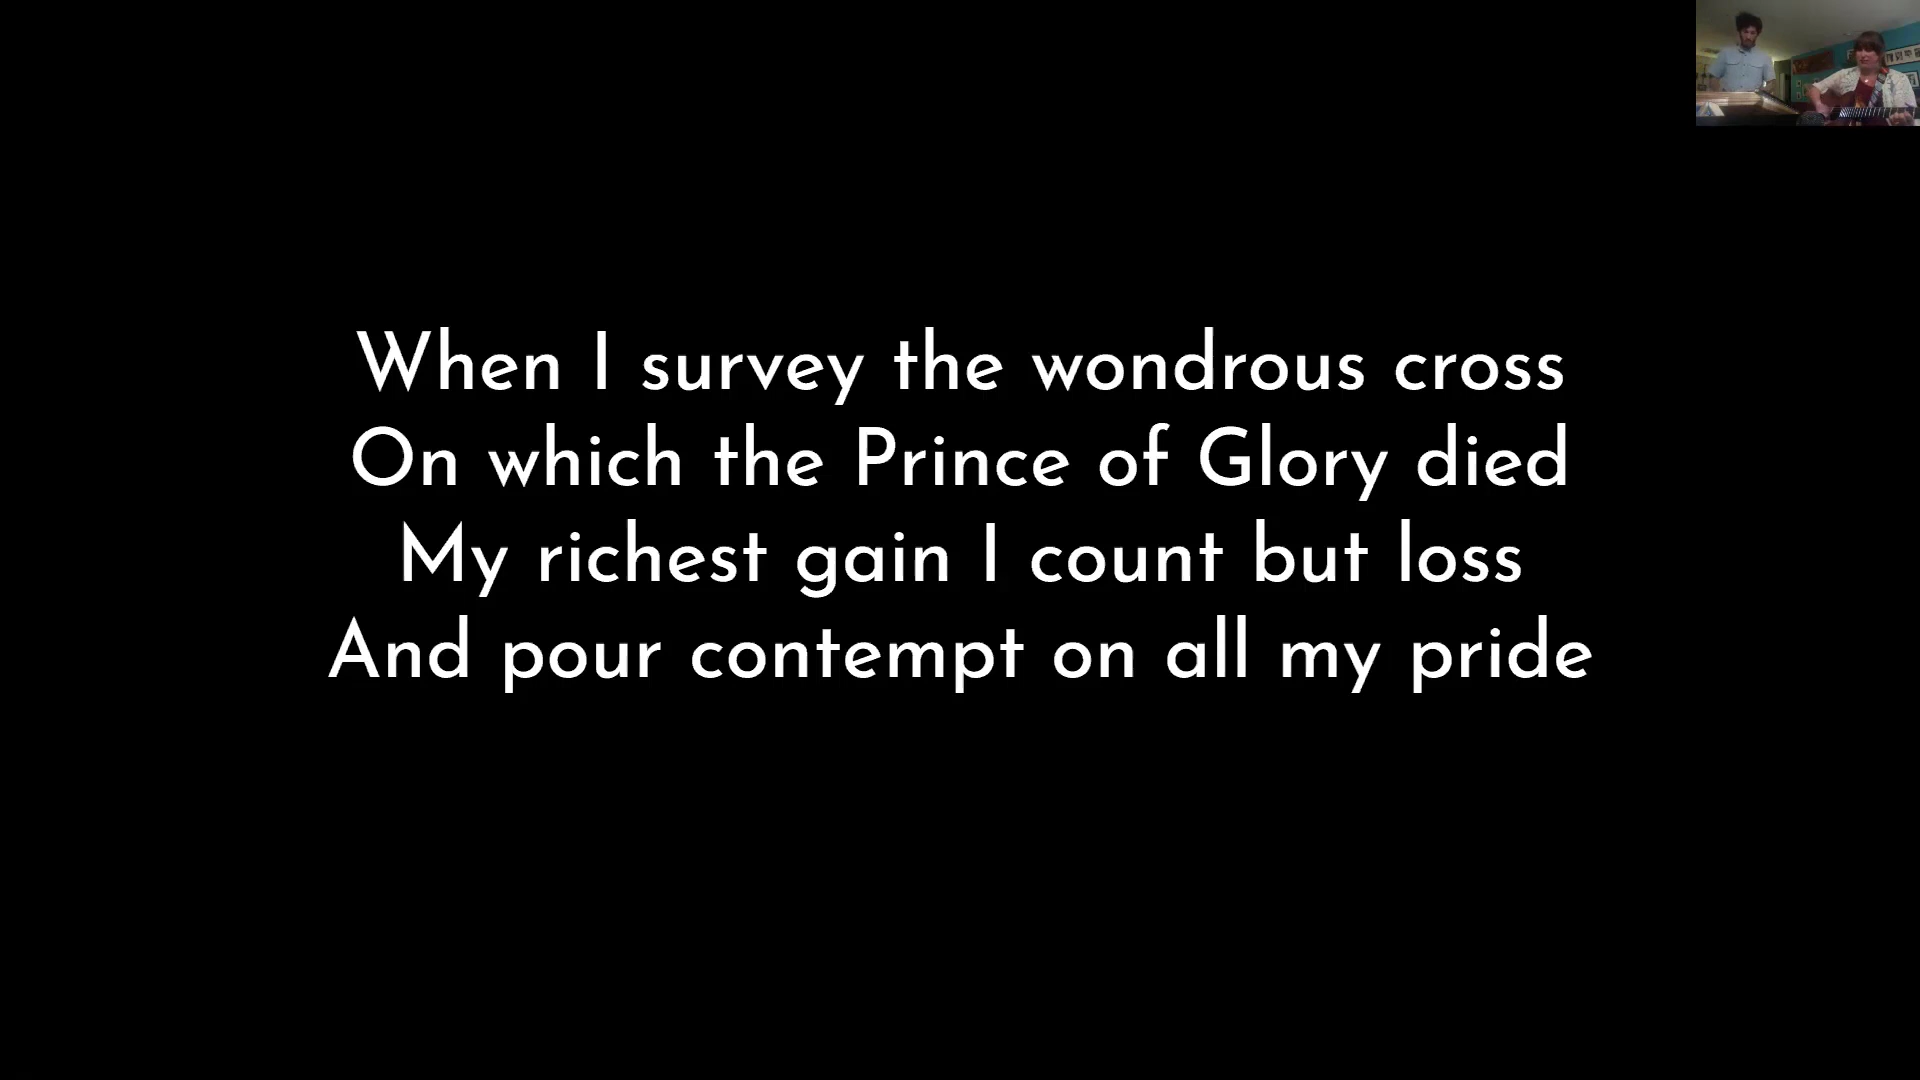 When I survey the wondrous cross
On which the Prince of Glory died
My richest gain I count but loss
And pour contempt on all my pride